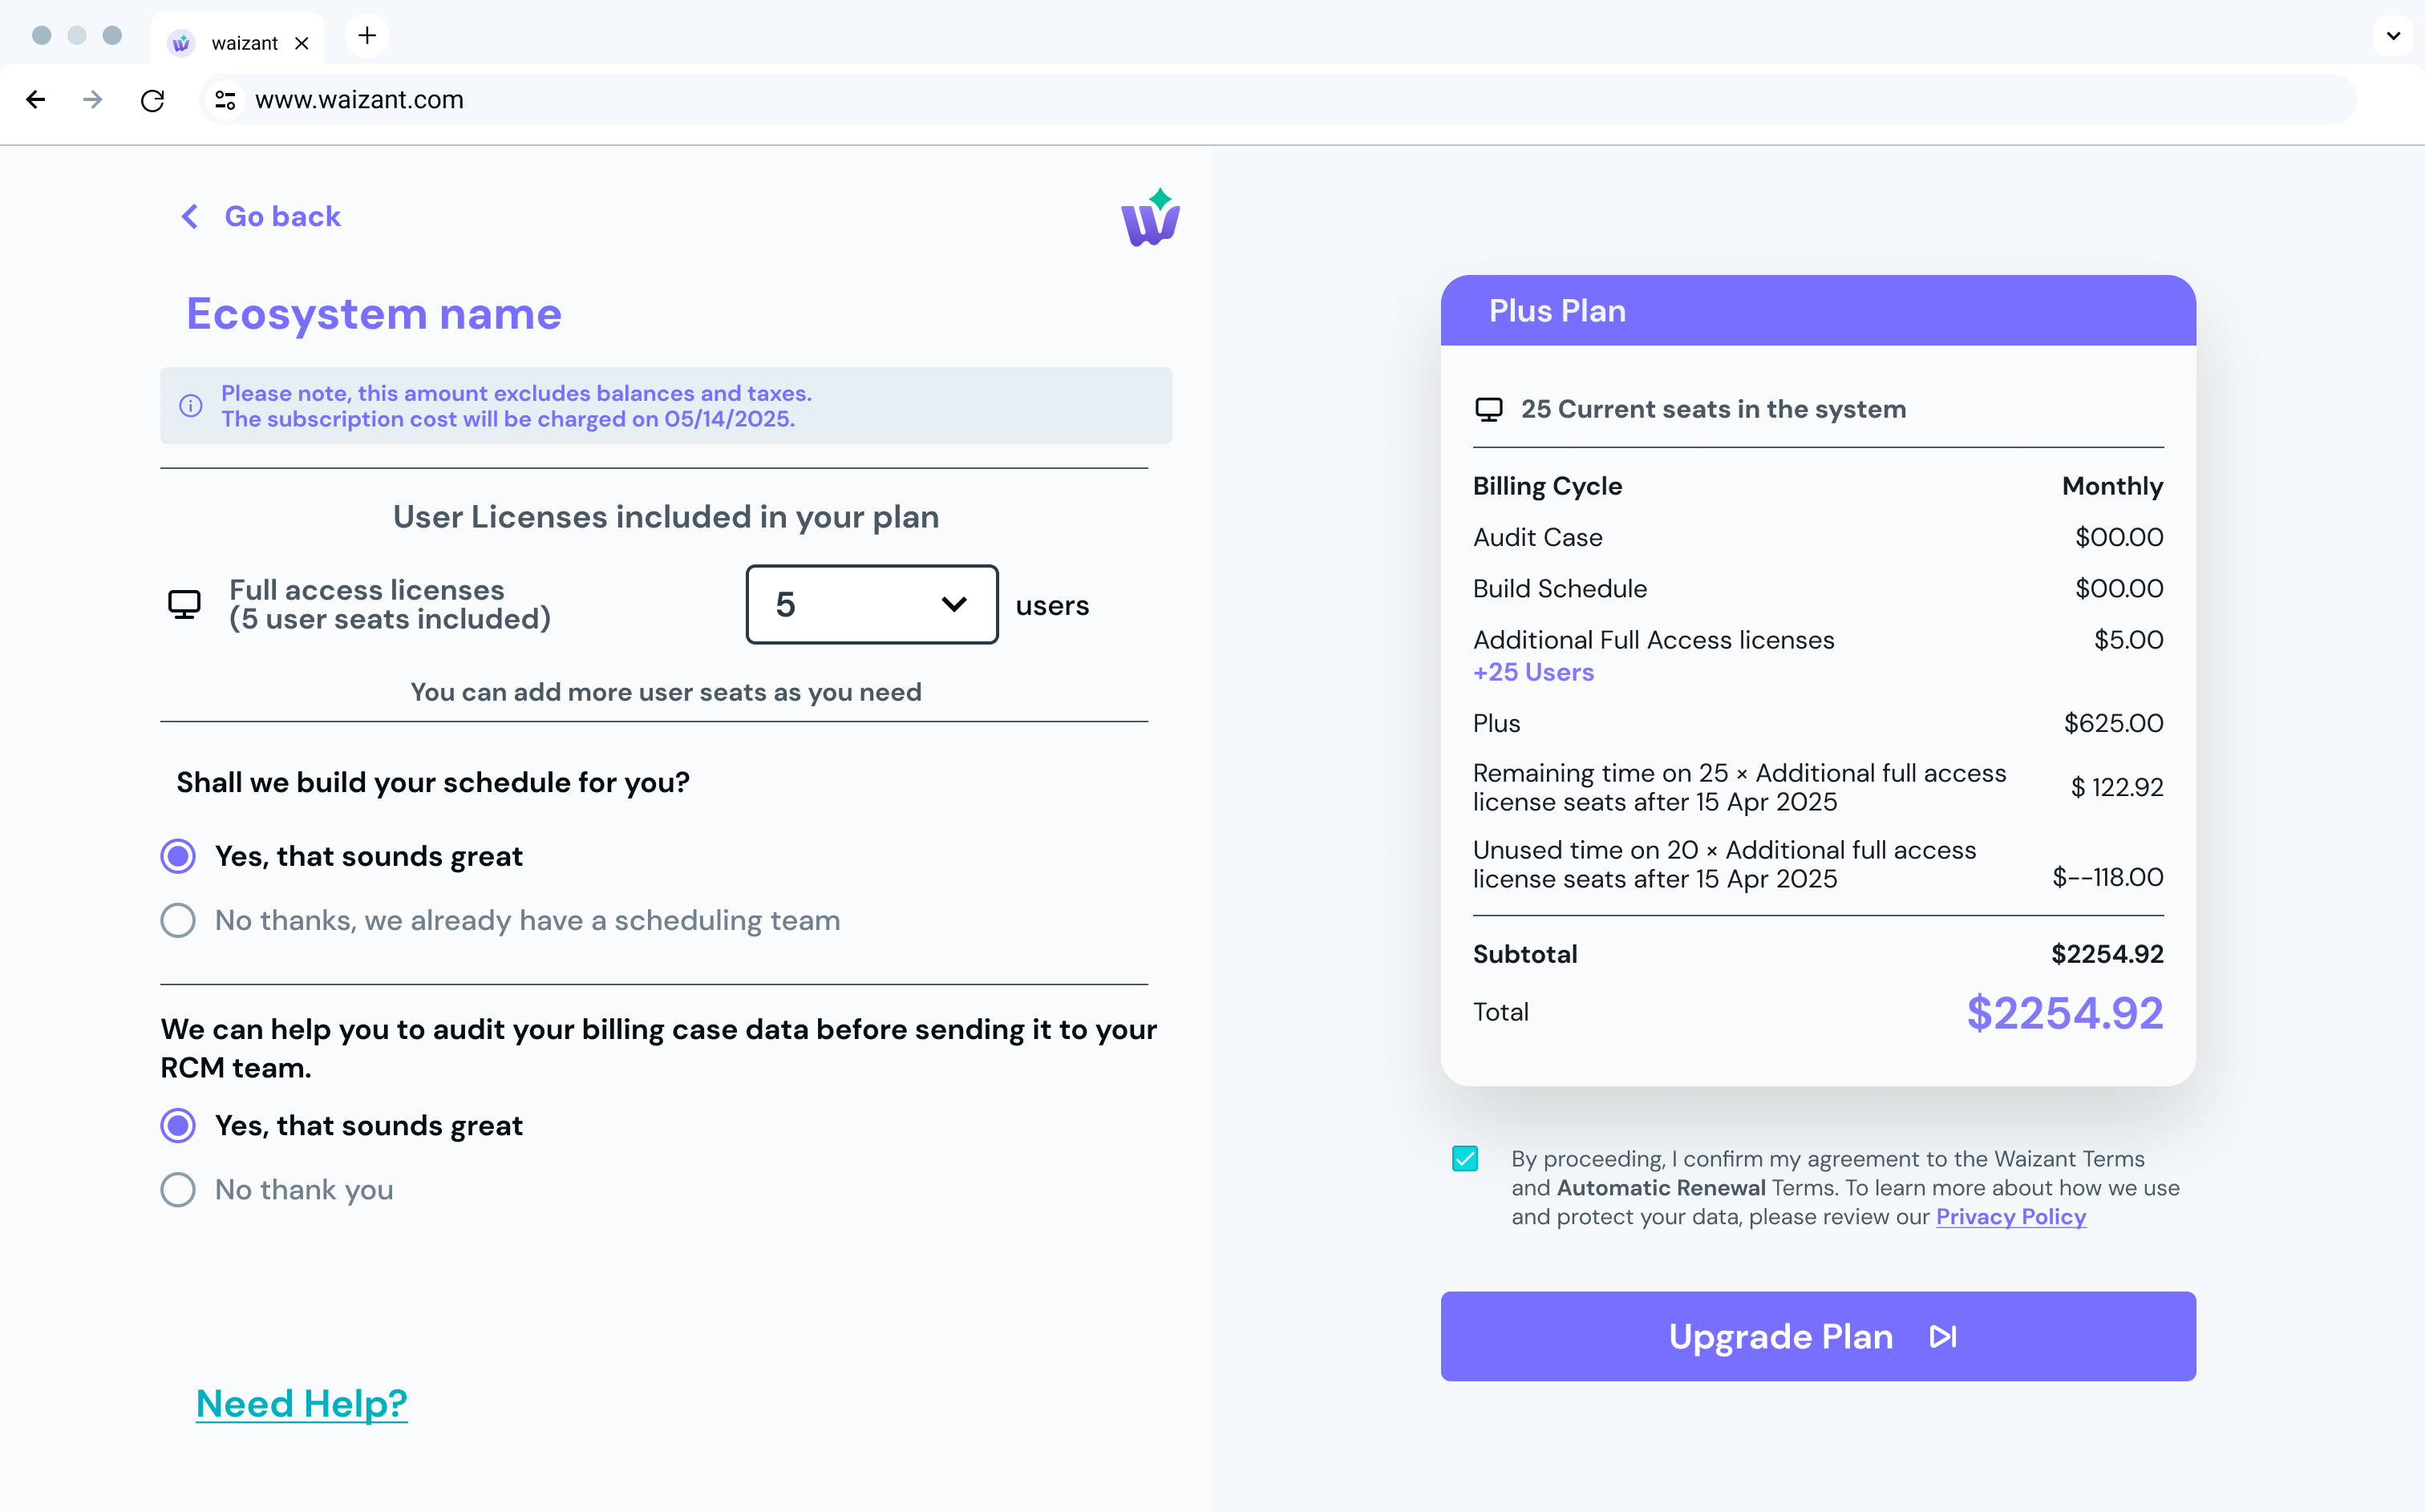 waizant
www.waizant.com
Go back
Ecosystem name
Please note, this amount excludes balances and taxes.
The subscription cost will be charged on 05/14/2025.
User Licenses included in your plan
Full access licenses
(5 user seats included)
5
users
You can add more user seats as you need
Shall we build your schedule for you?
Yes, that sounds great
No thanks, we already have a scheduling team
We can help you to audit your billing case data before sending it to your
RCM team.
Yes, that sounds great
No thank you
Need Help?
Plus Plan
25 Current seats in the system
Billing Cycle Monthly
Audit Case $00.00
Build Schedule $00.00
Additional Full Access licenses $5.00
+25 Users
Plus $625.00
Remaining time on 25 × Additional full access
license seats after 15 Apr 2025 $ 122.92
Unused time on 20 × Additional full access
license seats after 15 Apr 2025 $--118.00
Subtotal $2254.92
Total $2254.92
By proceeding, I confirm my agreement to the Waizant Terms
and Automatic Renewal Terms. To learn more about how we use
and protect your data, please review our Privacy Policy
Upgrade Plan